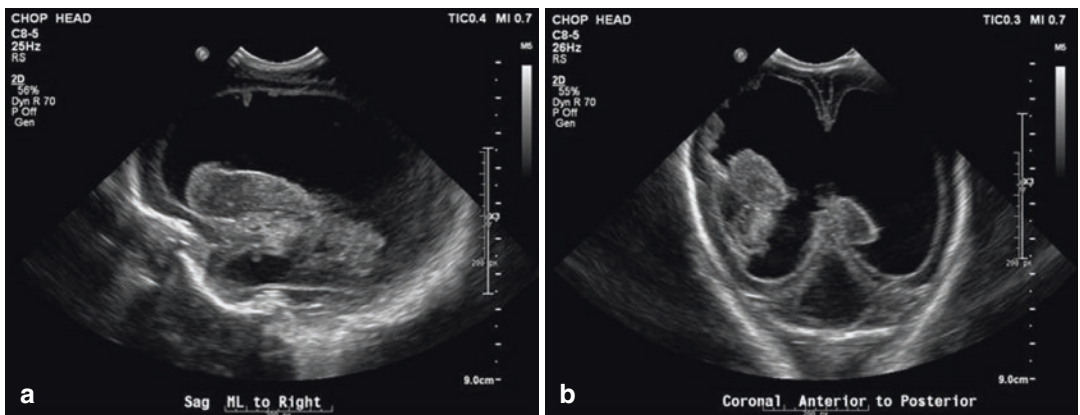 CHOP HEAD
TIC0.4 MI 0.7
C8-5
25Hz
RS
M5
2D
56%
Dyn R 70
P Off
Gen
9.0cm
a
Sag ML to Right
CHOP HEAD
TIC0.3 MI 0.7
C8-5
26Hz
RS
M5
2D
55%
Dyn R 70
P Off
Gen
9.0cm
b
Coronal Anterior to Posterior